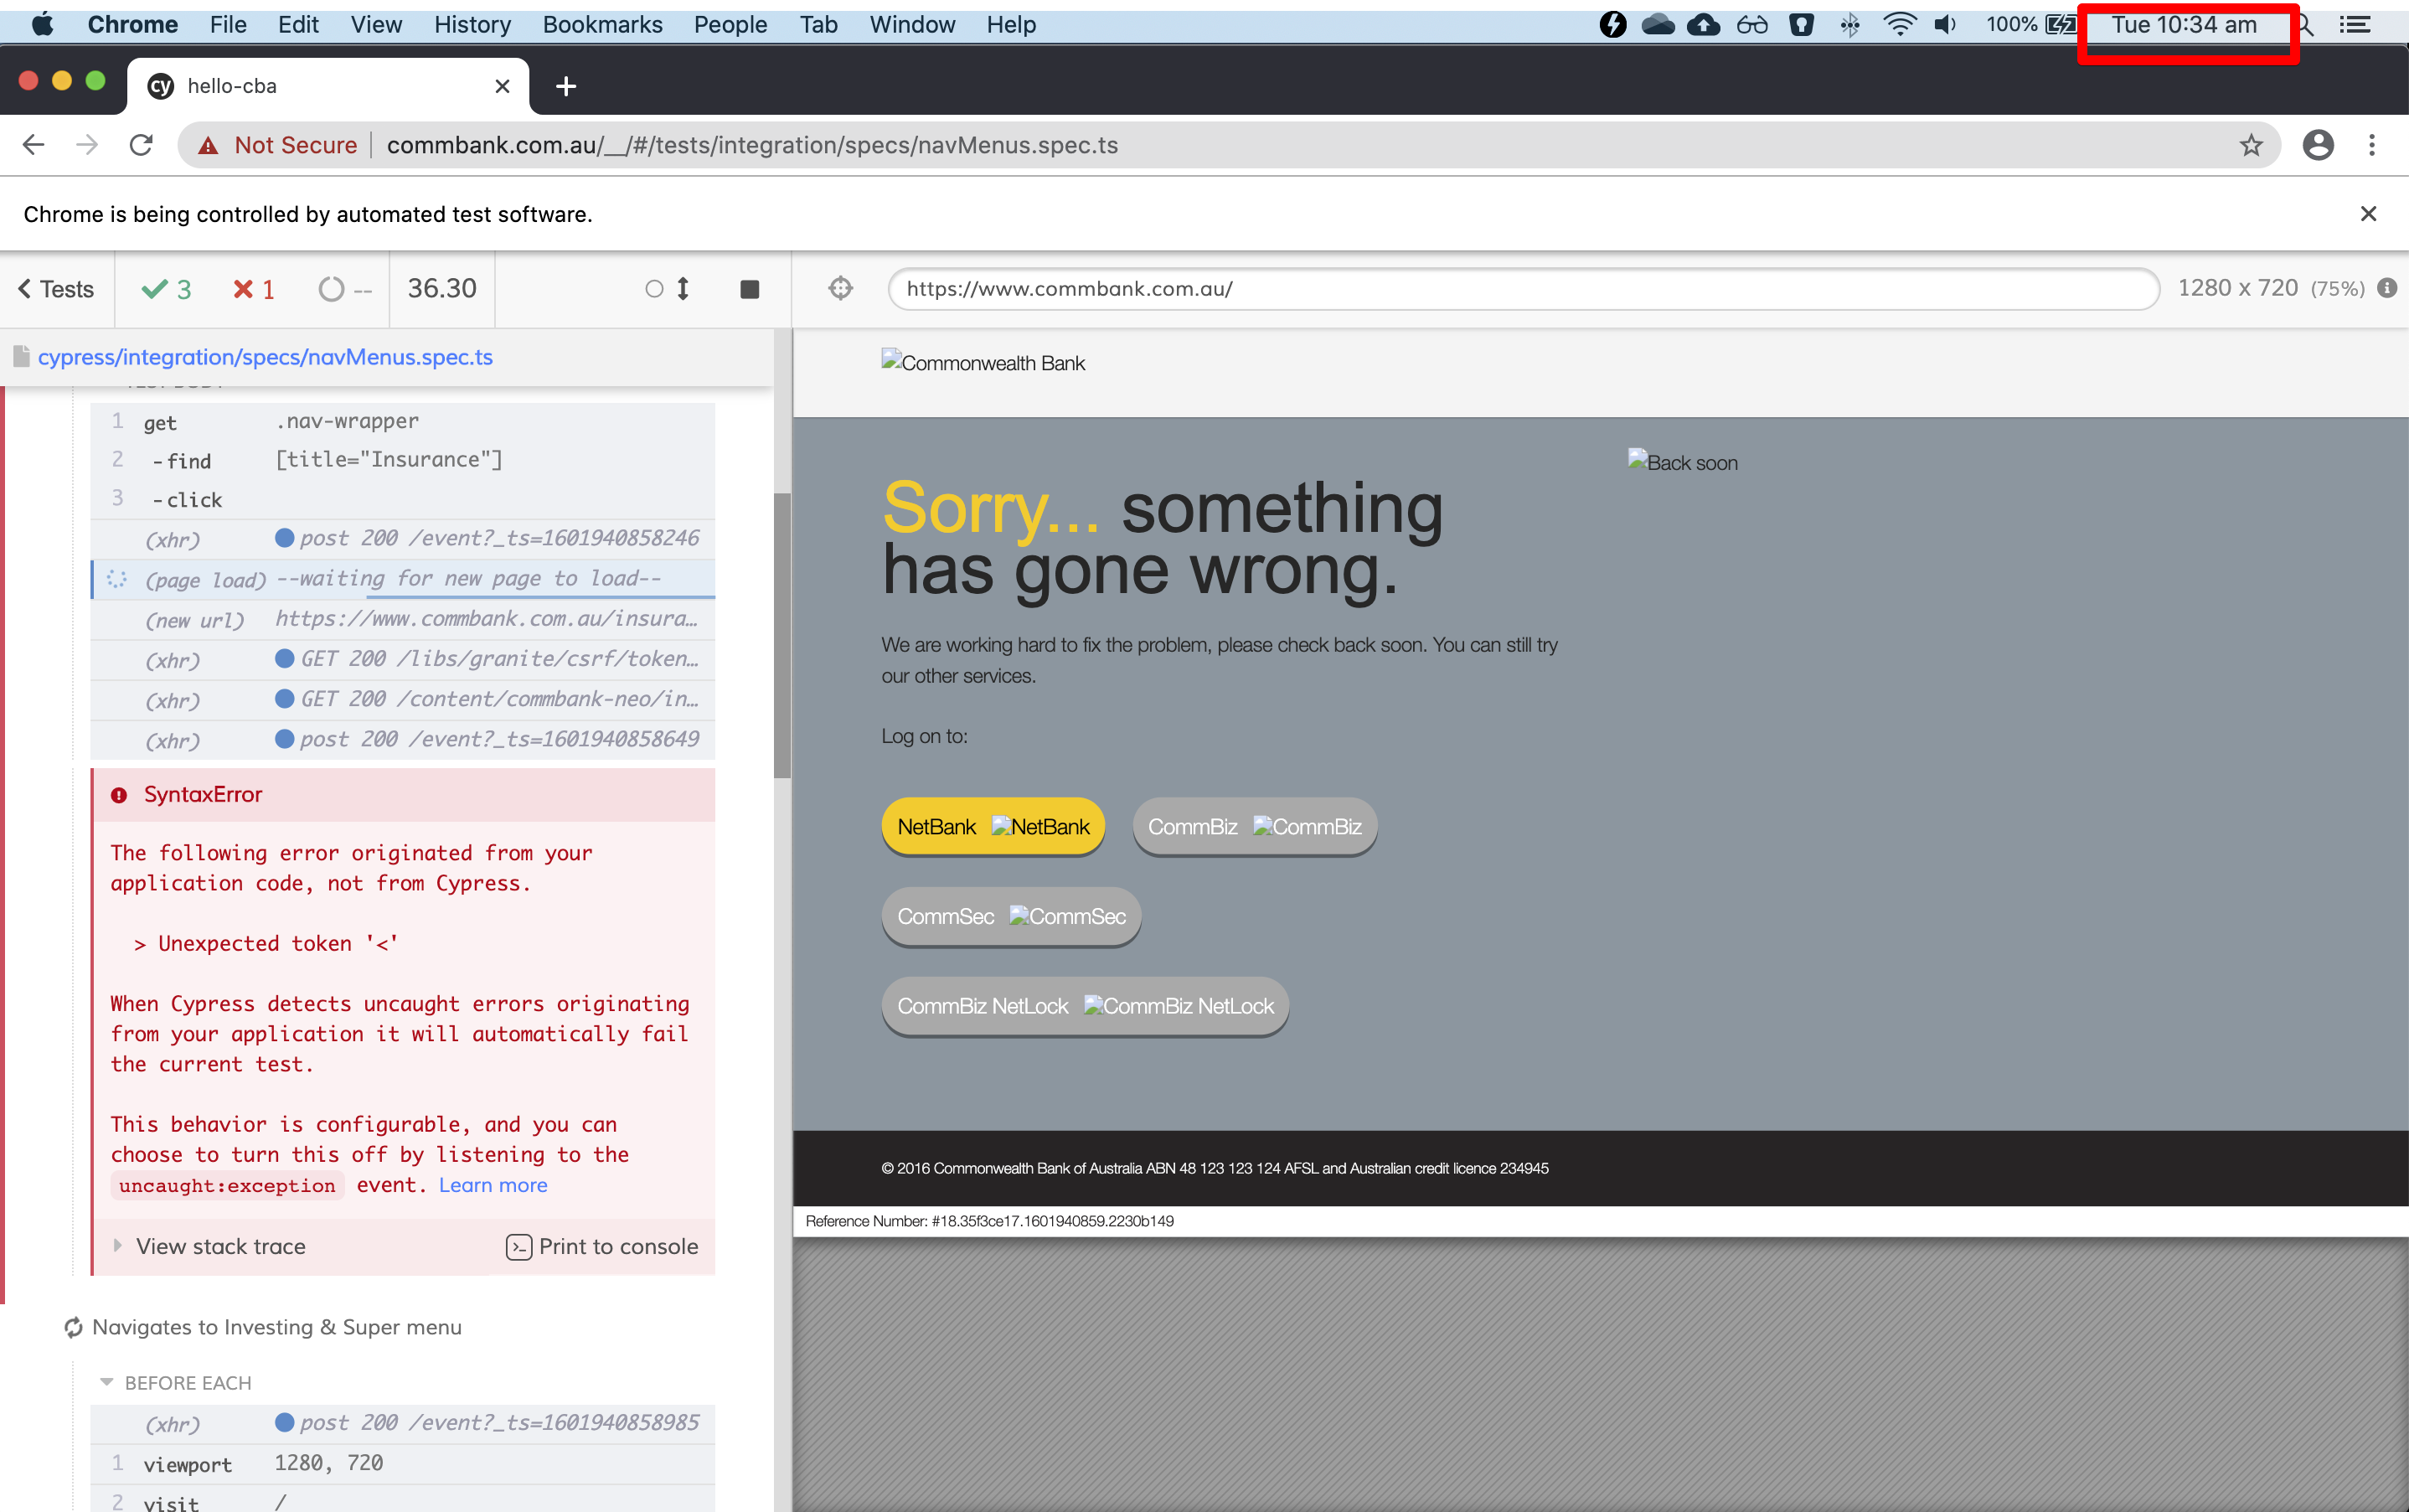 Chrome File Edit View History Bookmarks People Tab Window Help 100% Tue 10:34 am
cy hello-cba
Not Secure commbank.com.au/__/#/tests/integration/specs/navMenus.spec.ts
Chrome is being controlled by automated test software.
Tests 3 1 -- 36.30
https://www.commbank.com.au/ 1280 x 720 (75%)
cypress/integration/specs/navMenus.spec.ts
TEST BODY
1 get .nav-wrapper
2 -find [title="Insurance"]
3 -click
(xhr) post 200 /event?_ts=1601940858246
(page load) --waiting for new page to load--
(new url) https://www.commbank.com.au/insura…
(xhr) GET 200 /libs/granite/csrf/token…
(xhr) GET 200 /content/commbank-neo/in…
(xhr) post 200 /event?_ts=1601940858649
SyntaxError
The following error originated from your
application code, not from Cypress.
> Unexpected token '<'
When Cypress detects uncaught errors originating
from your application it will automatically fail
the current test.
This behavior is configurable, and you can
choose to turn this off by listening to the
uncaught:exception event. Learn more
View stack trace Print to console
Navigates to Investing & Super menu
BEFORE EACH
(xhr) post 200 /event?_ts=1601940858985
1 viewport 1280, 720
2 visit /
Commonwealth Bank
Back soon
Sorry... something
has gone wrong.
We are working hard to fix the problem, please check back soon. You can still try
our other services.
Log on to:
NetBank NetBank CommBiz CommBiz
CommSec CommSec
CommBiz NetLock CommBiz NetLock
© 2016 Commonwealth Bank of Australia ABN 48 123 123 124 AFSL and Australian credit licence 234945
Reference Number: #18.35f3ce17.1601940859.2230b149